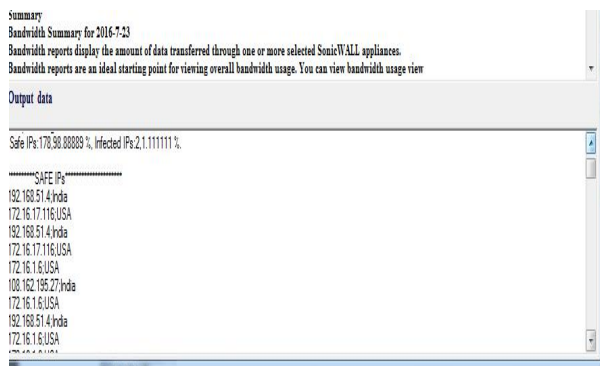 Summary
Bandwidth Summary for 2016-7-23
Bandwidth reports display the amount of data transferred through one or more selected SonicWALL appliances.
Bandwidth reports are an ideal starting point for viewing overall bandwidth usage. You can view bandwidth usage view
Output data
Safe IPs:178,98.88889 %, Infected IPs:2,1.111111 %.
*********SAFE IPs********************
192.168.51.4;India
172.16.17.116;USA
192.168.51.4;India
172.16.17.116;USA
172.16.1.6;USA
108.162.195.27;India
172.16.1.6;USA
192.168.51.4;India
172.16.1.6;USA